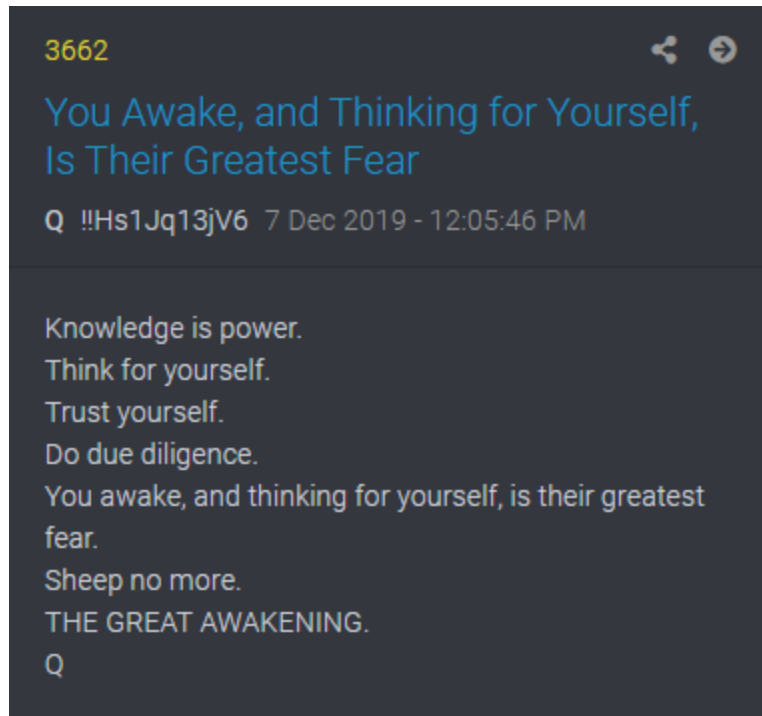 3662
You Awake, and Thinking for Yourself,
Is Their Greatest Fear
Q !!Hs1Jq13jV6 7 Dec 2019 - 12:05:46 PM
Knowledge is power.
Think for yourself.
Trust yourself.
Do due diligence.
You awake, and thinking for yourself, is their greatest
fear.
Sheep no more.
THE GREAT AWAKENING.
Q